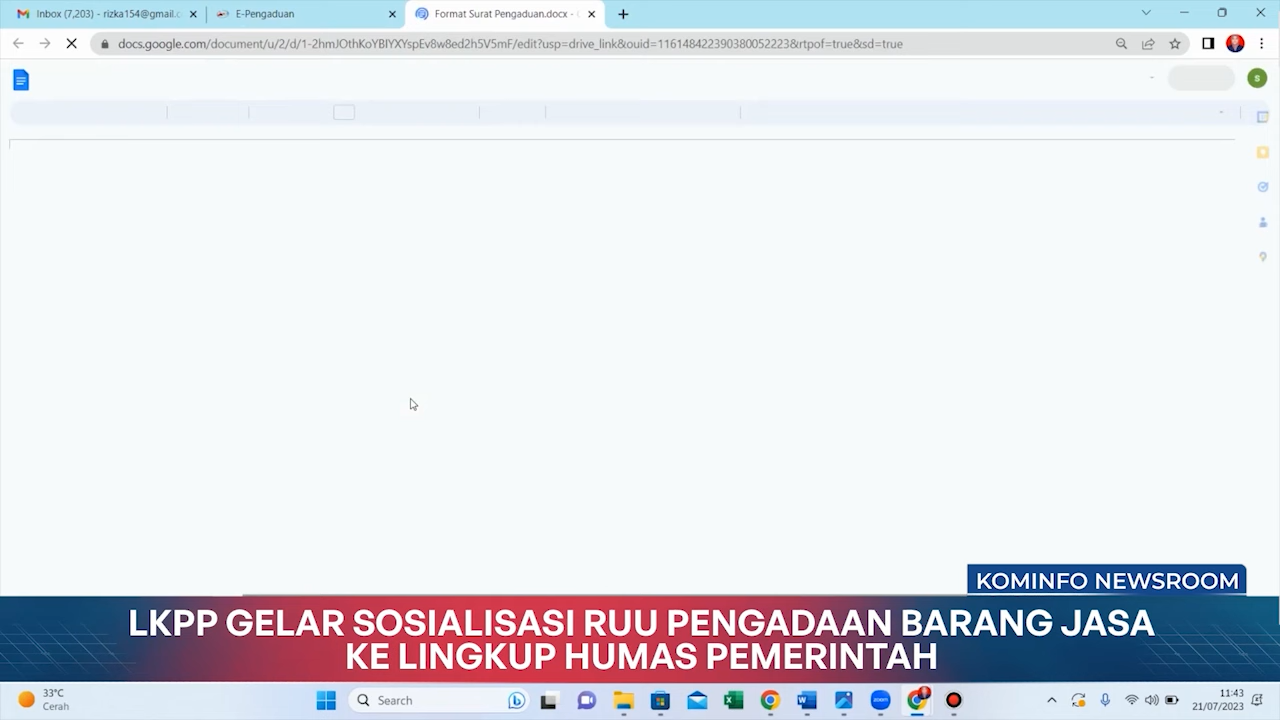 Inbox (7,203) - rizka154@gmail.c
E-Pengaduan
Format Surat Pengaduan.docx -
docs.google.com/document/u/2/d/1-2hmJOthKoYBIYXYspEv8w8ed2h5V5mF/edit?usp=drive_link&ouid=116148422390380052223&rtpof=true&sd=true
S
KOMINFO NEWSROOM
LKPP GELAR SOSIALISASI RUU PENGADAAN BARANG JASA
KE LINGKUP HUMAS PEMERINTAH
33°C
Cerah
Search
zoom
11:43
21/07/2023